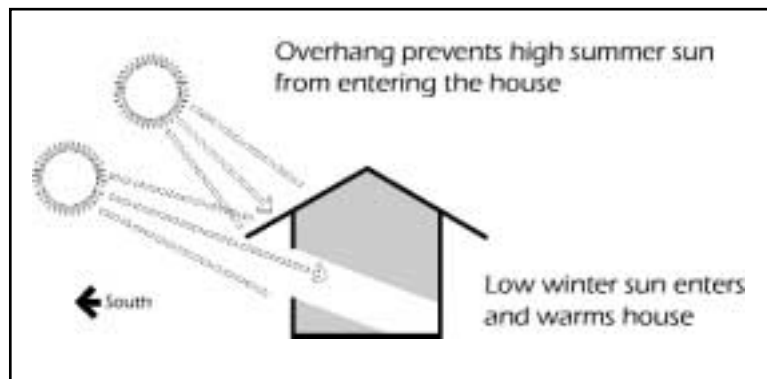 Overhang prevents high summer sun
from entering the house
South
Low winter sun enters
and warms house